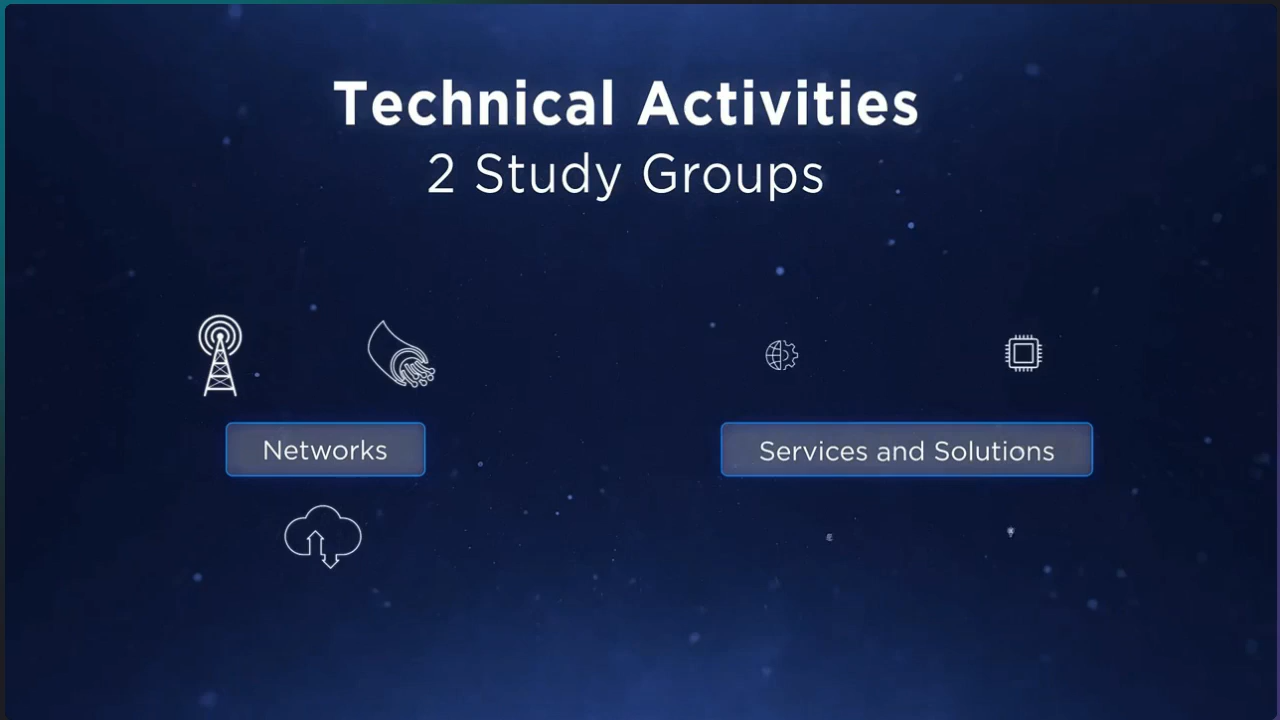 Technical Activities
2 Study Groups
Networks
Services and Solutions